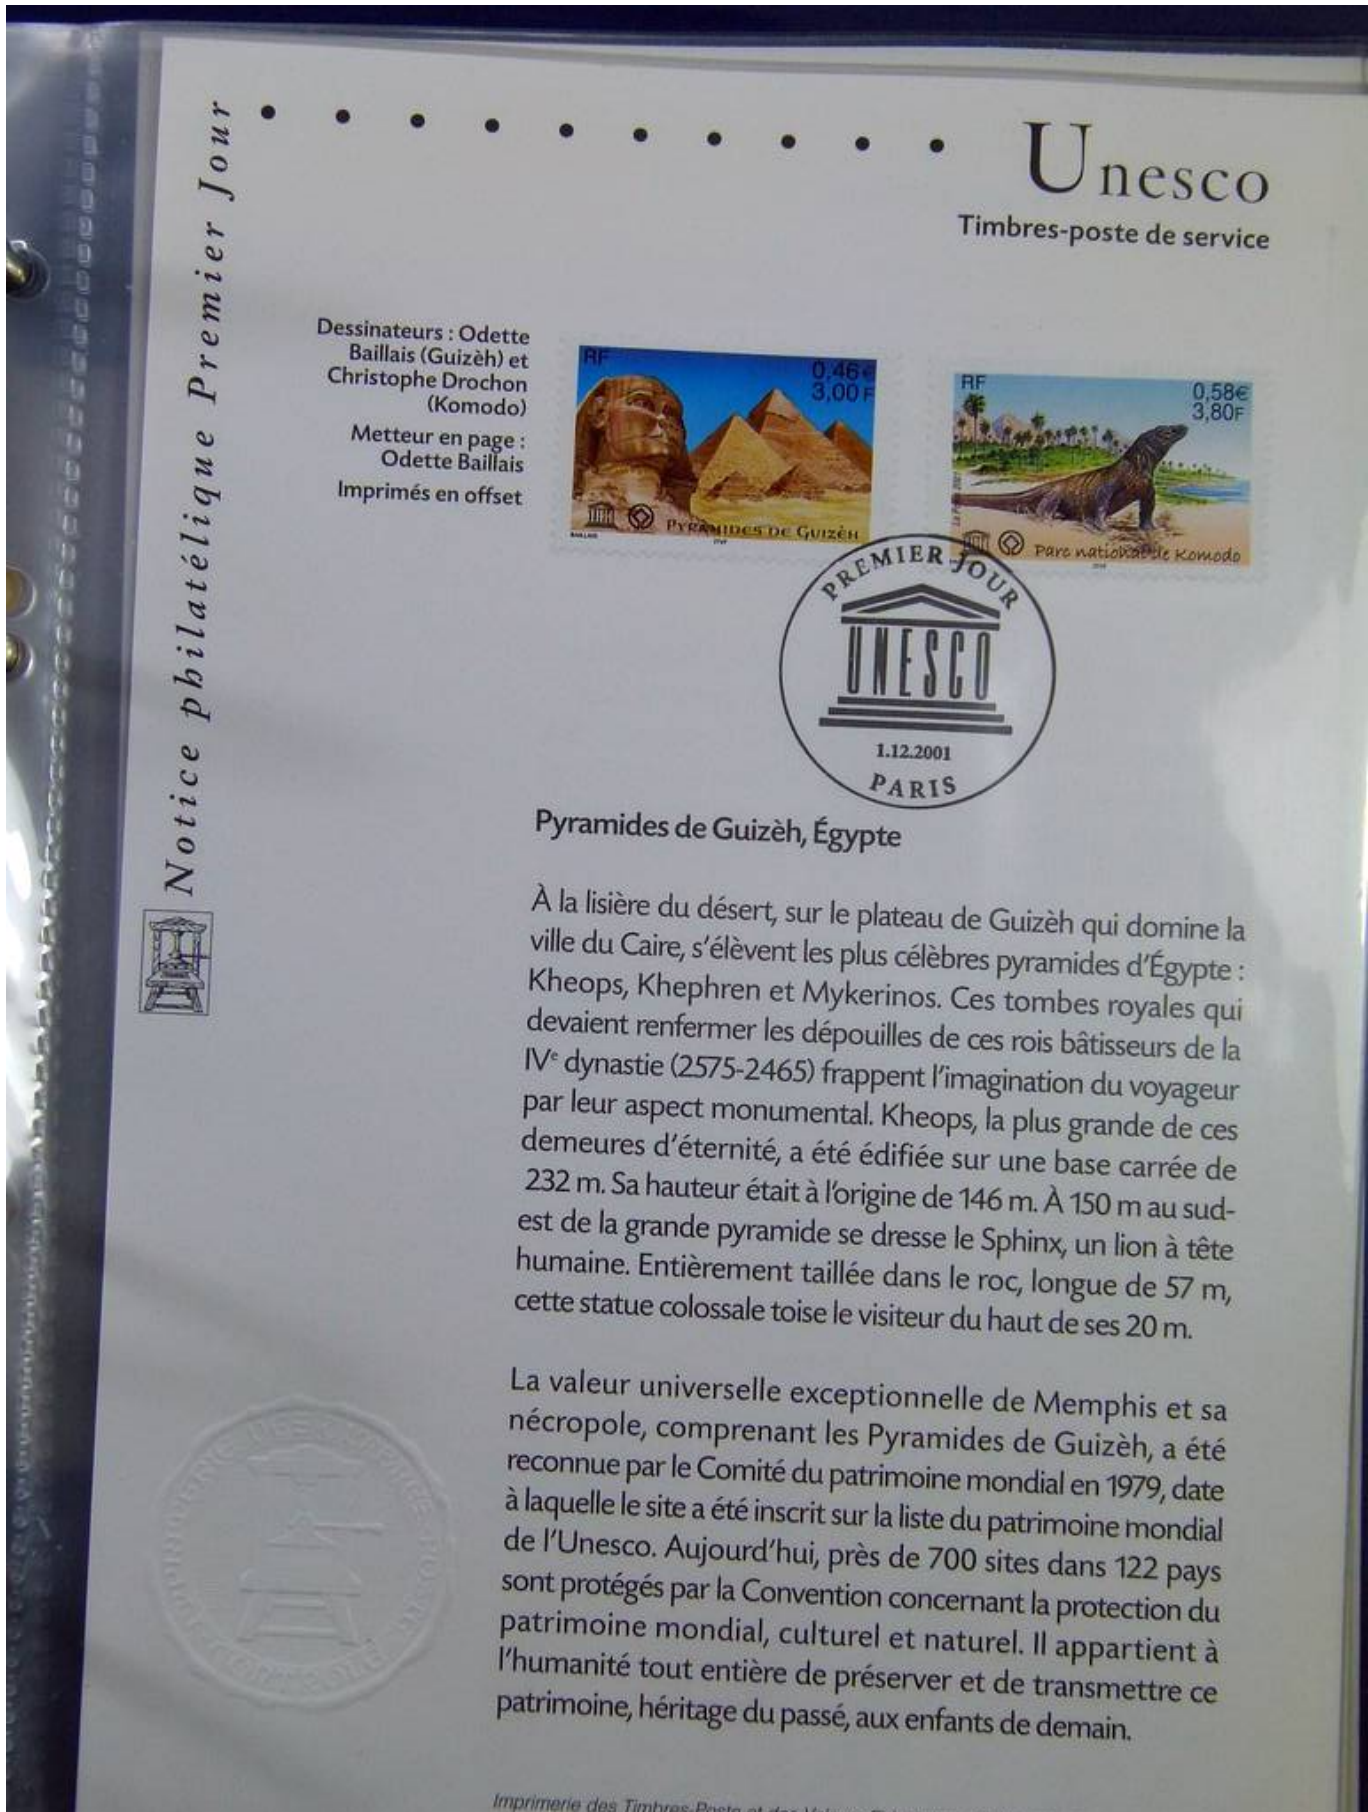 Notice philatélique Premier Jour
Unesco
Timbres-poste de service
Dessinateurs : Odette
Baillais (Guizèh) et
Christophe Drochon
(Komodo)
Metteur en page :
Odette Baillais
Imprimés en offset
RF
0,46€
3,00 F
PYRAMIDES DE GUIZÈH
BAILLAIS
RF
0,58€
3,80F
Parc national de Komodo
PREMIER JOUR
UNESCO
1.12.2001
PARIS
Pyramides de Guizèh, Égypte
À la lisière du désert, sur le plateau de Guizèh qui domine la
ville du Caire, s'élèvent les plus célèbres pyramides d'Égypte :
Kheops, Khephren et Mykerinos. Ces tombes royales qui
devaient renfermer les dépouilles de ces rois bâtisseurs de la
IVe dynastie (2575-2465) frappent l'imagination du voyageur
par leur aspect monumental. Kheops, la plus grande de ces
demeures d'éternité, a été édifiée sur une base carrée de
232 m. Sa hauteur était à l'origine de 146 m. À 150 m au sud-
est de la grande pyramide se dresse le Sphinx, un lion à tête
humaine. Entièrement taillée dans le roc, longue de 57 m,
cette statue colossale toise le visiteur du haut de ses 20 m.
La valeur universelle exceptionnelle de Memphis et sa
nécropole, comprenant les Pyramides de Guizèh, a été
reconnue par le Comité du patrimoine mondial en 1979, date
à laquelle le site a été inscrit sur la liste du patrimoine mondial
de l'Unesco. Aujourd'hui, près de 700 sites dans 122 pays
sont protégés par la Convention concernant la protection du
patrimoine mondial, culturel et naturel. Il appartient à
l'humanité tout entière de préserver et de transmettre ce
patrimoine, héritage du passé, aux enfants de demain.
Imprimerie des Timbres-Poste et des